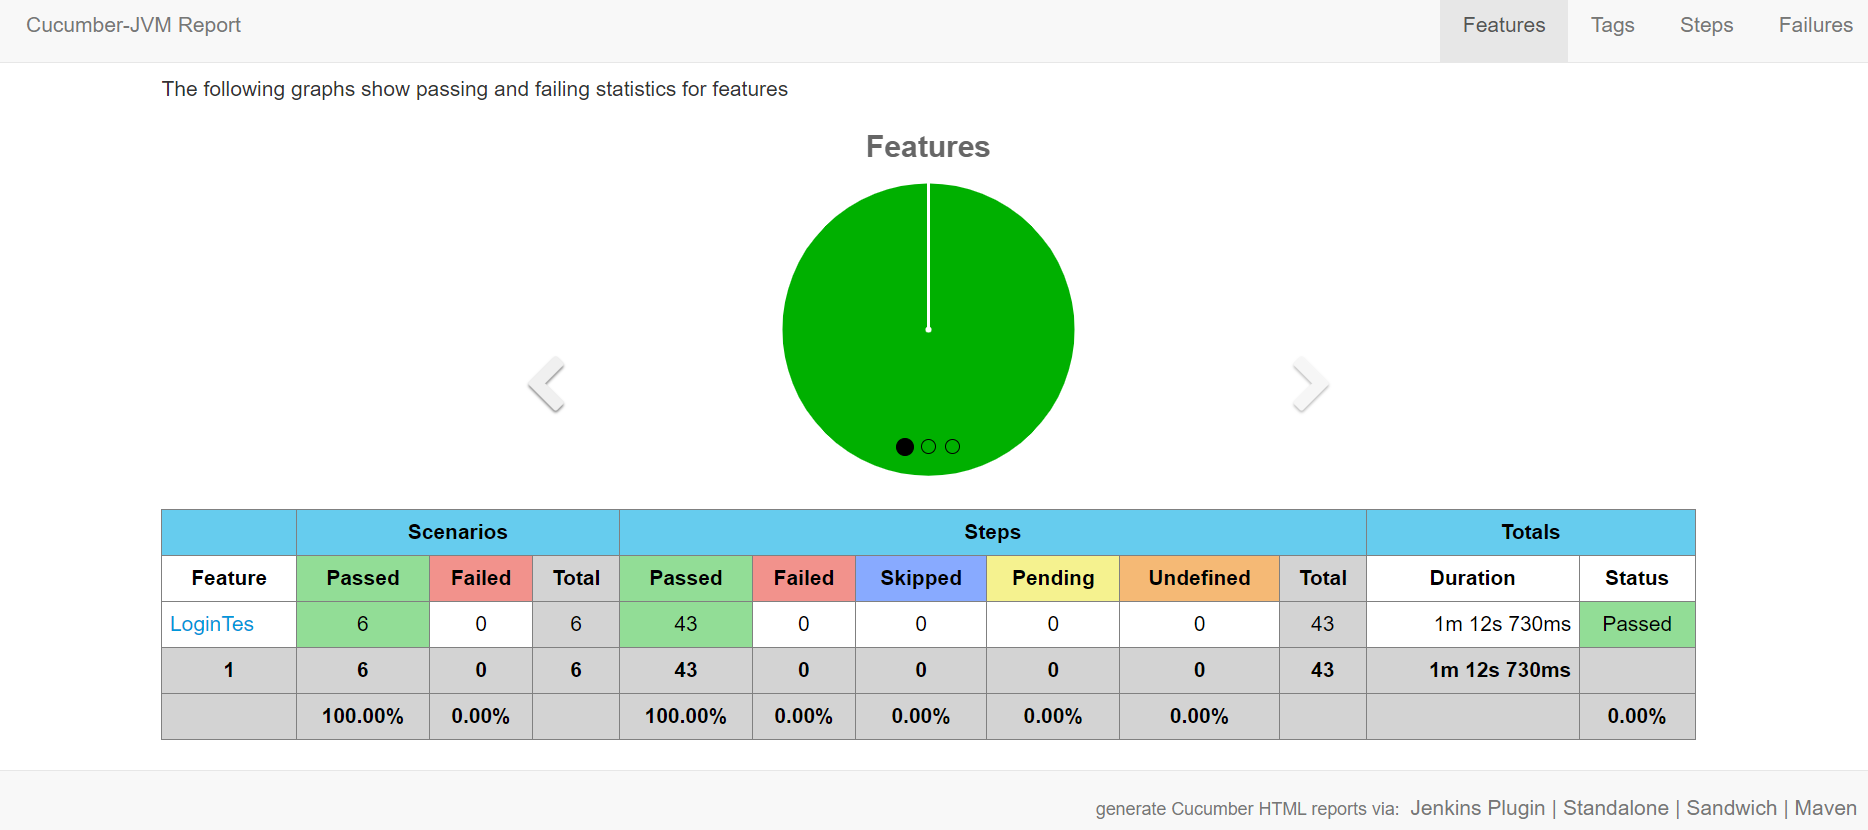 Cucumber-JVM Report Features Tags Steps Failures
The following graphs show passing and failing statistics for features
Features
Scenarios Steps Totals
Feature Passed Failed Total Passed Failed Skipped Pending Undefined Total Duration Status
LoginTes 6 0 6 43 0 0 0 0 43 1m 12s 730ms Passed
1 6 0 6 43 0 0 0 0 43 1m 12s 730ms
100.00% 0.00% 100.00% 0.00% 0.00% 0.00% 0.00% 0.00%
generate Cucumber HTML reports via: Jenkins Plugin | Standalone | Sandwich | Maven